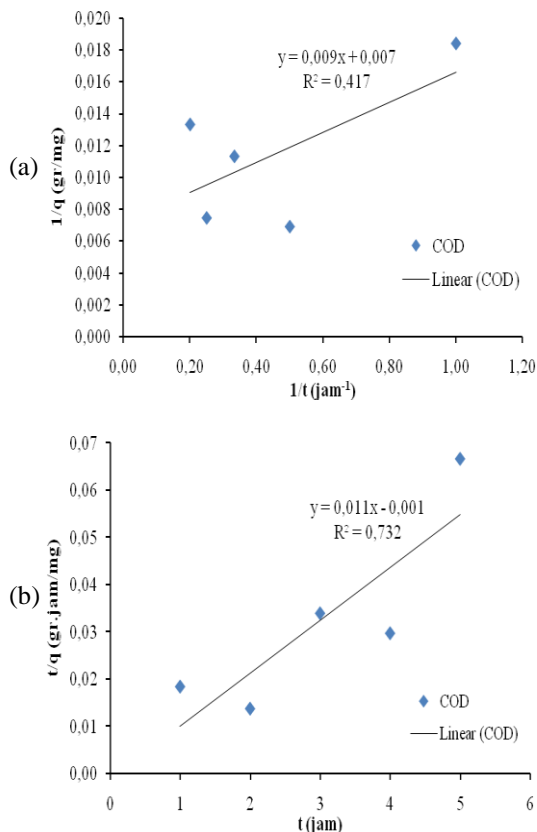 (a)
1/q (gr/mg)
0,020
0,018
0,016
0,014
0,012
0,010
0,008
0,006
0,004
0,002
0,000
y = 0,009x + 0,007
R² = 0,417
COD
Linear (COD)
0,00 0,20 0,40 0,60 0,80 1,00 1,20
1/t (jam⁻¹)
(b)
t/q (gr.jam/mg)
0,07
0,06
0,05
0,04
0,03
0,02
0,01
0,00
y = 0,011x - 0,001
R² = 0,732
COD
Linear (COD)
0 1 2 3 4 5 6
t (jam)